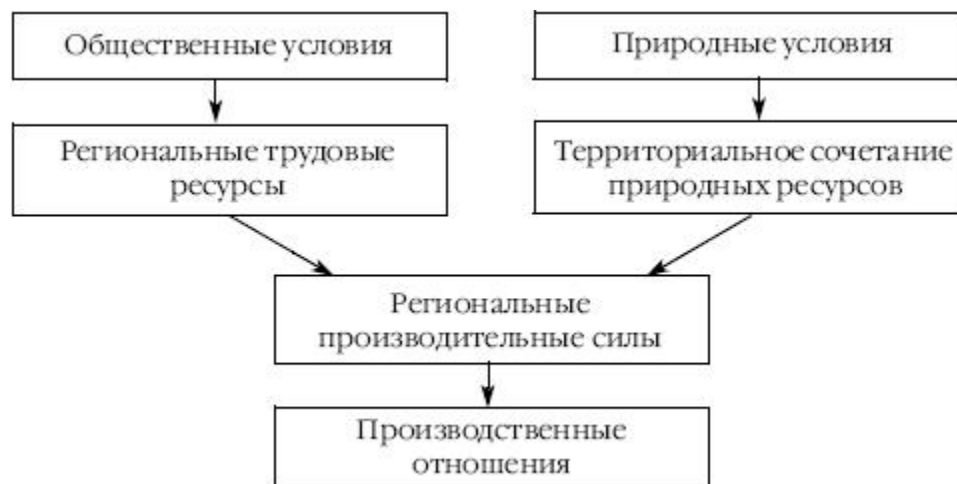 Общественные условия
Природные условия
Региональные трудовые
ресурсы
Территориальное сочетание
природных ресурсов
Региональные
производительные силы
Производственные
отношения